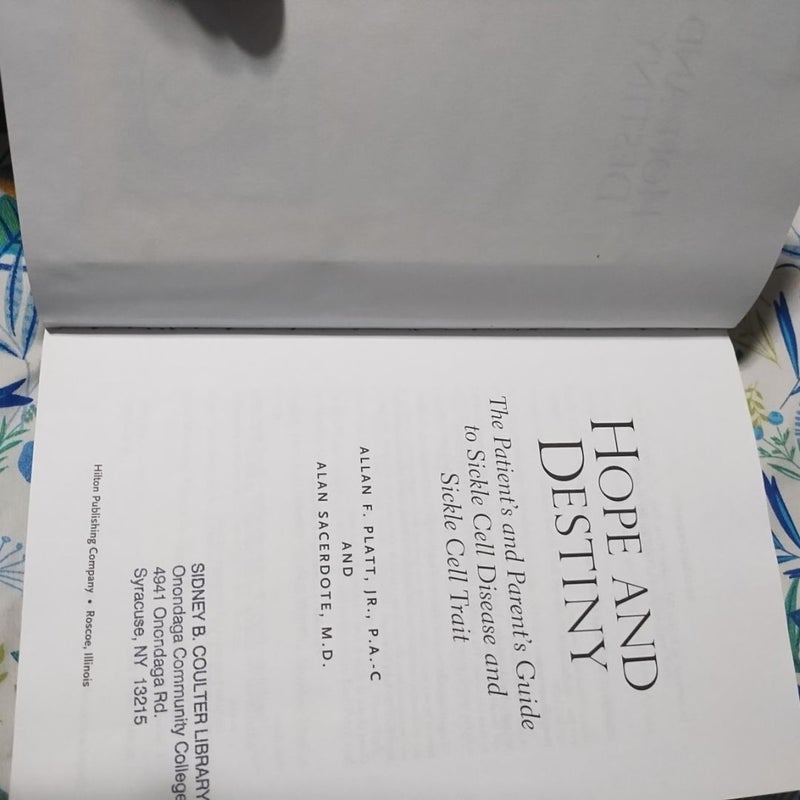 HOPE AND
DESTINY
The Patient's and Parent's Guide
to Sickle Cell Disease and
Sickle Cell Trait
ALLAN F. PLATT, JR., P.A.-C
AND
ALAN SACERDOTE, M.D.
SIDNEY B. COULTER LIBRARY
Onondaga Community College
4941 Onondaga Rd.
Syracuse, NY 13215
Hilton Publishing Company • Roscoe, Illinois